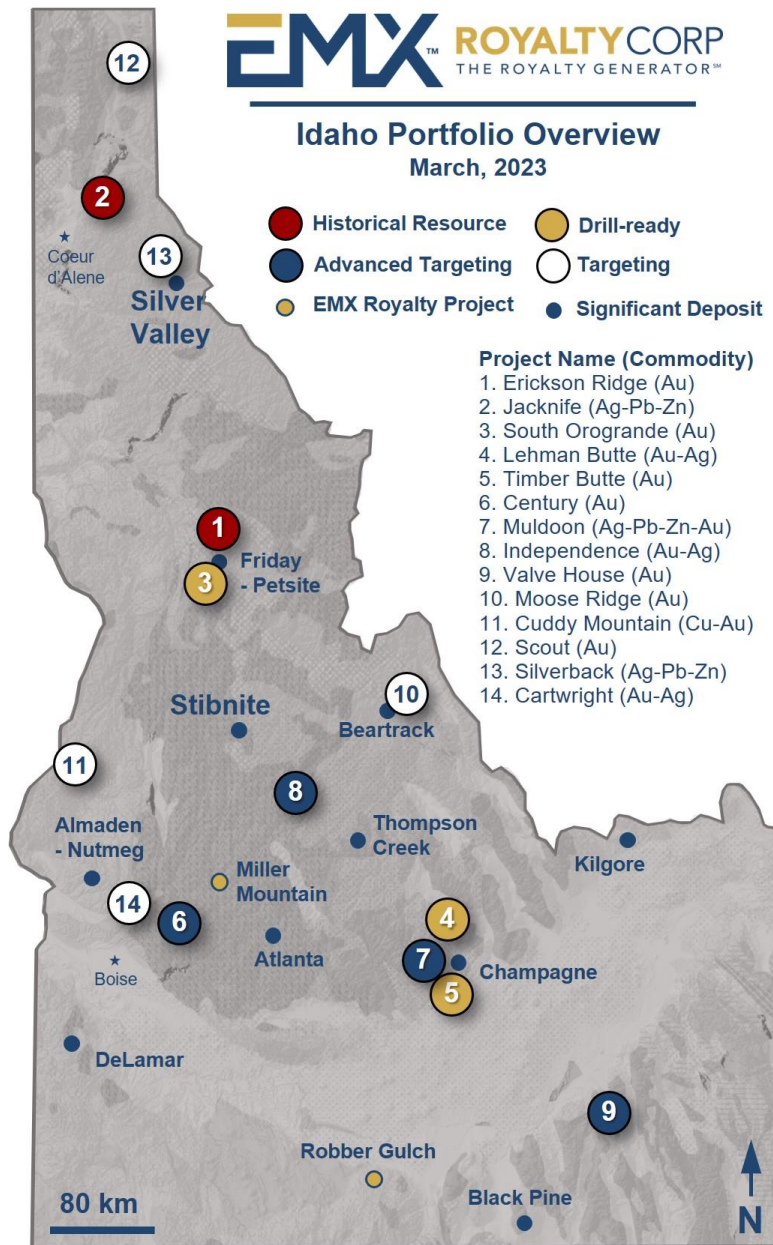 EMX™ ROYALTYCORP
THE ROYALTY GENERATOR℠
Idaho Portfolio Overview
March, 2023
Historical Resource
Drill-ready
Advanced Targeting
Targeting
EMX Royalty Project
Significant Deposit
Project Name (Commodity)
1. Erickson Ridge (Au)
2. Jacknife (Ag-Pb-Zn)
3. South Orogrande (Au)
4. Lehman Butte (Au-Ag)
5. Timber Butte (Au)
6. Century (Au)
7. Muldoon (Ag-Pb-Zn-Au)
8. Independence (Au-Ag)
9. Valve House (Au)
10. Moose Ridge (Au)
11. Cuddy Mountain (Cu-Au)
12. Scout (Au)
13. Silverback (Ag-Pb-Zn)
14. Cartwright (Au-Ag)
12
2
Coeur
d'Alene
13
Silver
Valley
1
Friday
- Petsite
3
10
Beartrack
Stibnite
11
8
Almaden
- Nutmeg
Thompson
Creek
Kilgore
Miller
Mountain
14
6
4
Atlanta
7
Champagne
Boise
5
DeLamar
9
Robber Gulch
Black Pine
80 km
N